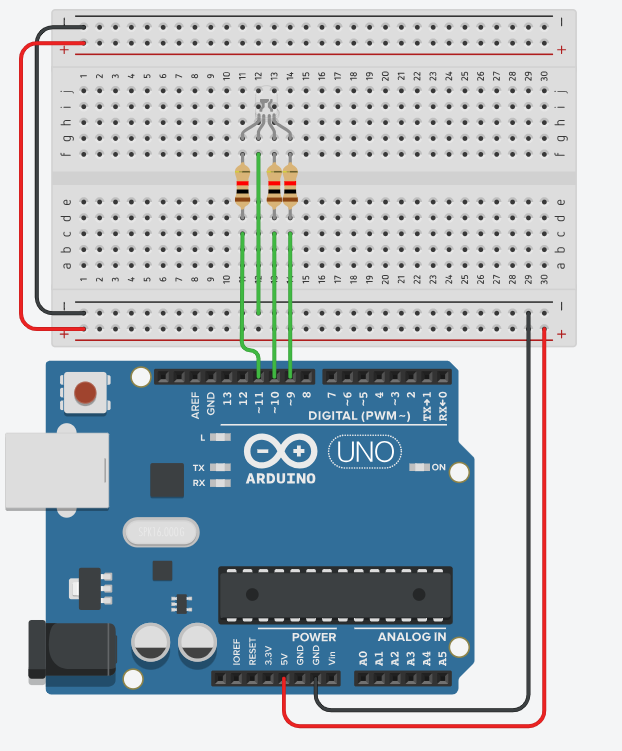 − −
+ +
1 2 3 4 5 6 7 8 9 10 11 12 13 14 15 16 17 18 19 20 21 22 23 24 25 26 27 28 29 30
j j
i i
h h
g g
f f
e e
d d
c c
b b
a a
1 2 3 4 5 6 7 8 9 10 11 12 13 14 15 16 17 18 19 20 21 22 23 24 25 26 27 28 29 30
− −
+ +
AREF GND 13 12 ~11 ~10 ~9 8 7 ~6 ~5 4 ~3 2 TX→1 RX←0
DIGITAL (PWM~)
L
TX
RX
UNO
ON
ARDUINO
POWER ANALOG IN
IOREF RESET 3.3V 5V GND GND Vin A0 A1 A2 A3 A4 A5